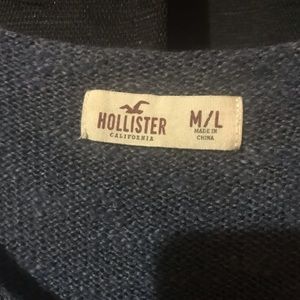 HOLLISTER
CALIFORNIA
M/L
MADE IN
CHINA